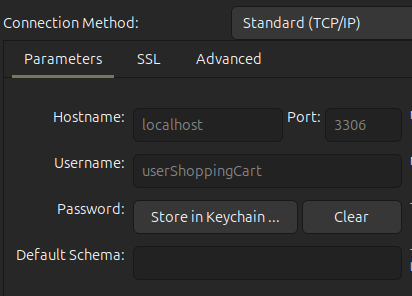 Connection Method: Standard (TCP/IP)
Parameters SSL Advanced
Hostname: localhost Port: 3306
Username: userShoppingCart
Password: Store in Keychain ... Clear
Default Schema: